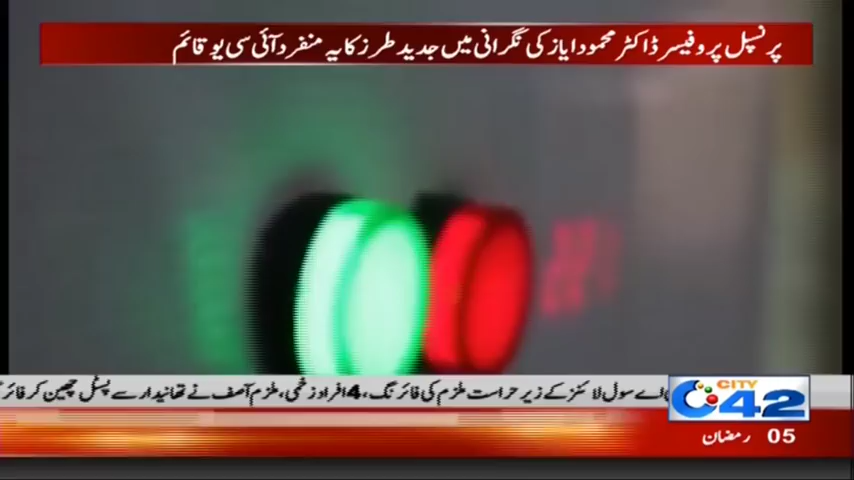 پرنسپل پروفیسر ڈاکٹر محمود ایاز کی نگرانی میں جدید طرز کا یہ منفرد آئی سی یو قائم
اے سول لائنز کے زیر حراست ملزم کی فائرنگ، 4 افراد زخمی، ملزم آصف نے تھانیدار سے پسٹل چھین کر فائر
CITY 42
05 رمضان